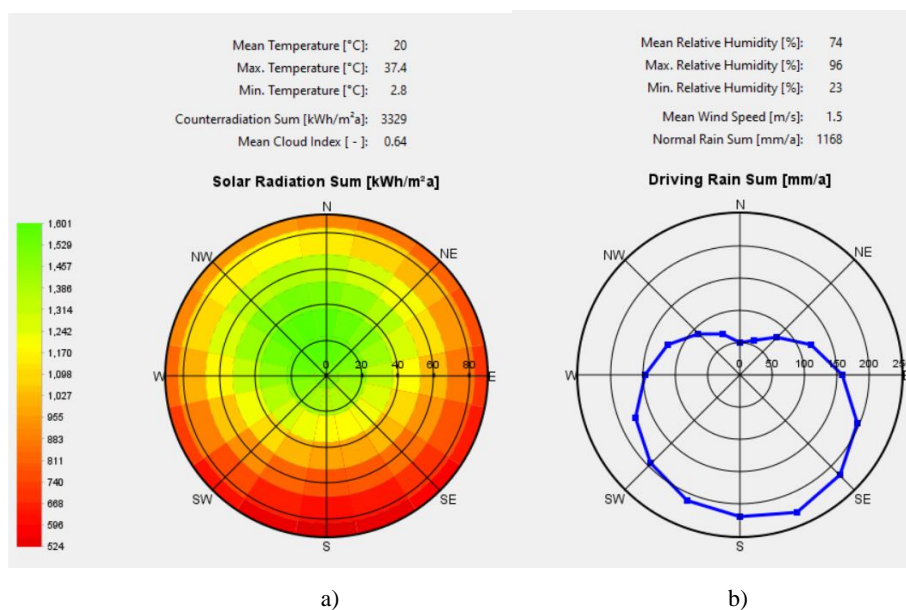 Mean Temperature [°C]: 20
Max. Temperature [°C]: 37.4
Min. Temperature [°C]: 2.8
Counterradiation Sum [kWh/m²a]: 3329
Mean Cloud Index [ - ]: 0.64
Solar Radiation Sum [kWh/m²a]
1,601
1,529
1,457
1,386
1,314
1,242
1,170
1,098
1,027
955
883
811
740
668
596
524
N
NW NE
W 0 20 40 60 80 E
SW SE
S
a)
Mean Relative Humidity [%]: 74
Max. Relative Humidity [%]: 96
Min. Relative Humidity [%]: 23
Mean Wind Speed [m/s]: 1.5
Normal Rain Sum [mm/a]: 1168
Driving Rain Sum [mm/a]
N
NW NE
W 0 50 100 150 200 25
SW SE
S
b)